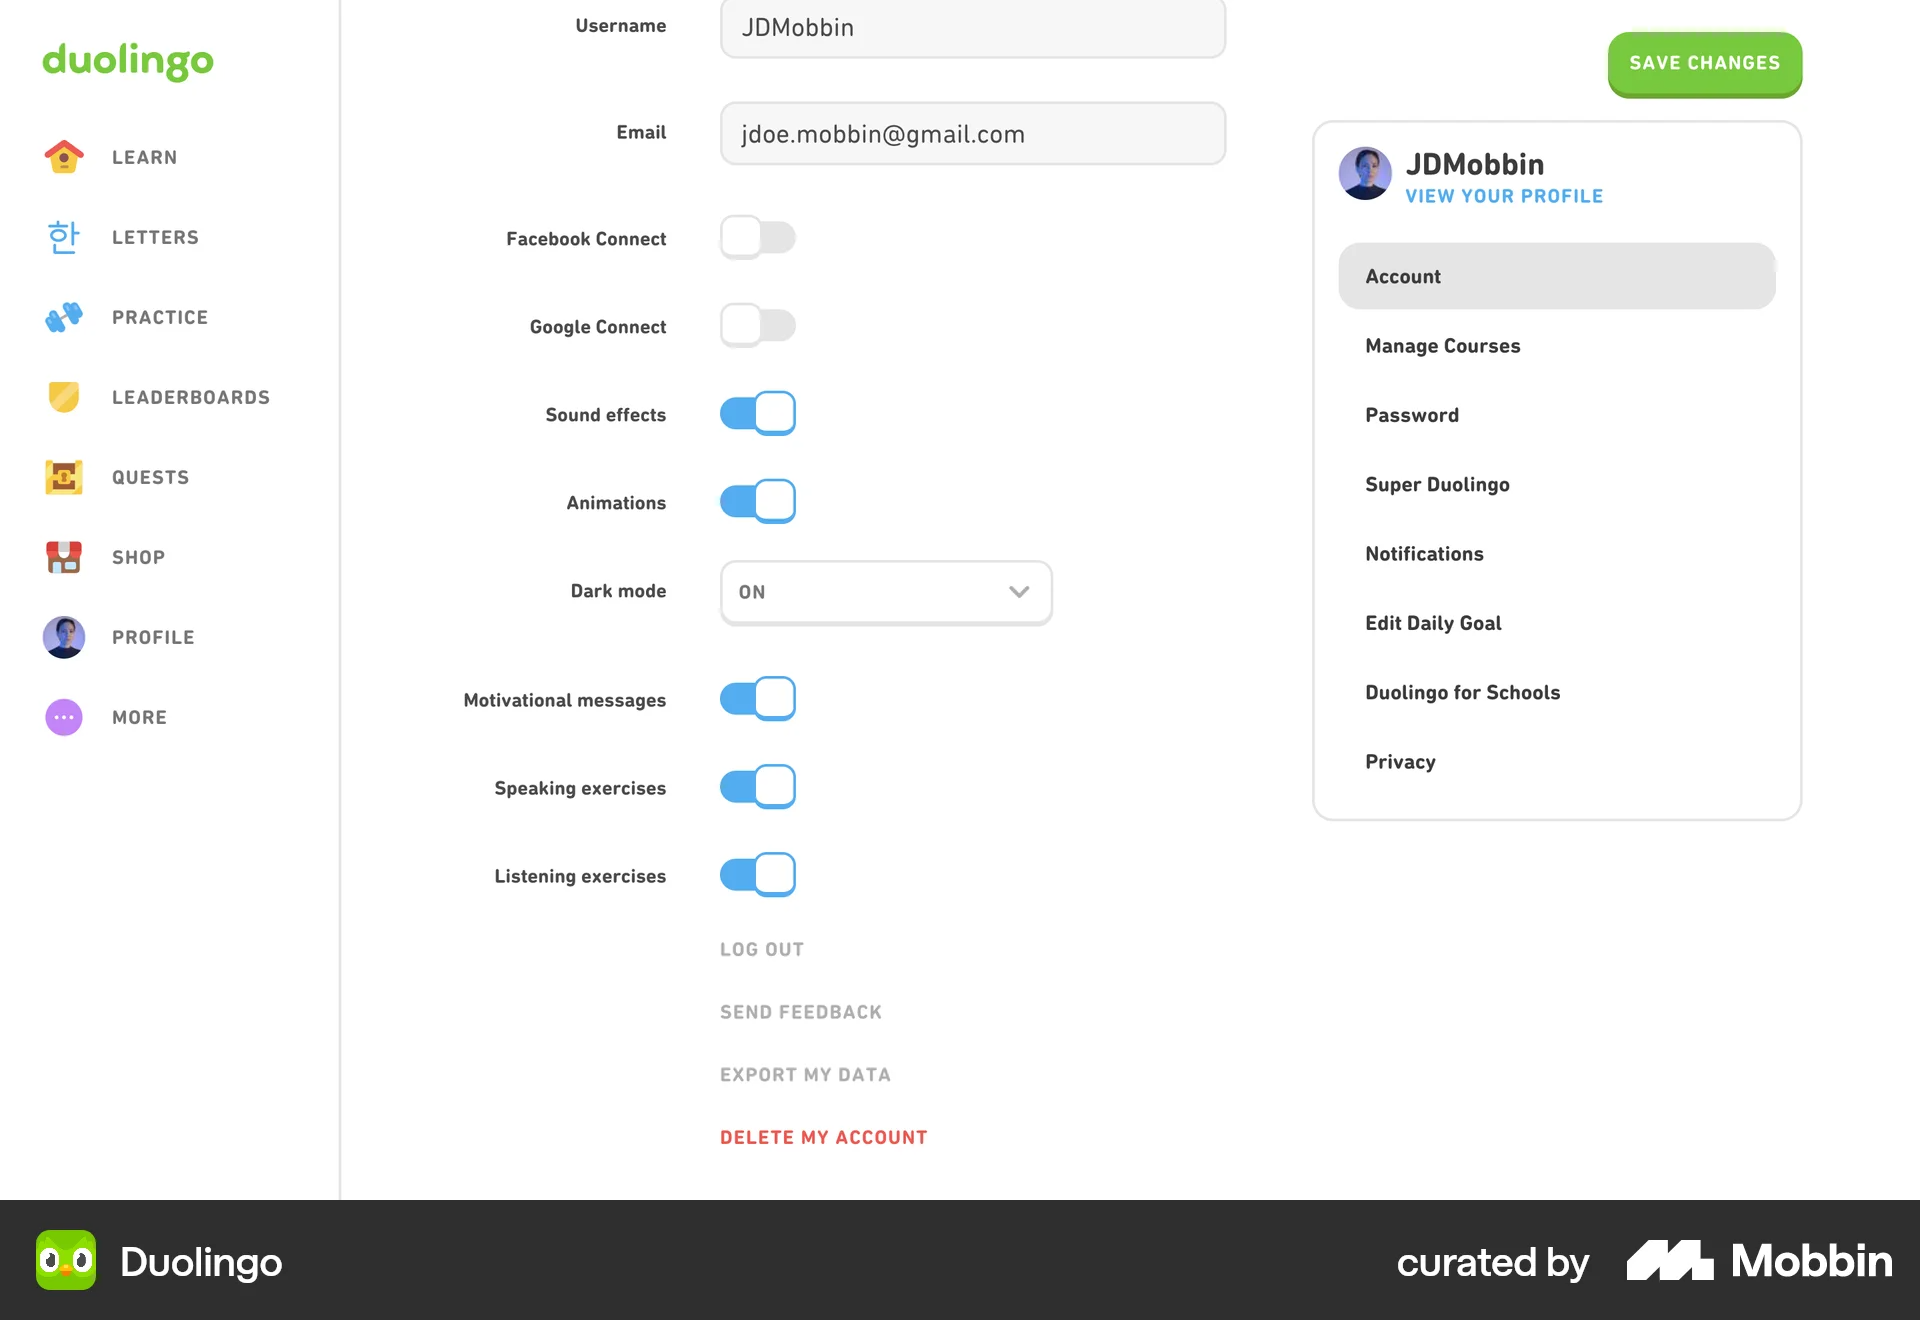 duolingo
LEARN
한
LETTERS
PRACTICE
LEADERBOARDS
QUESTS
SHOP
PROFILE
MORE
Username
JDMobbin
Email
jdoe.mobbin@gmail.com
Facebook Connect
Google Connect
Sound effects
Animations
Dark mode
ON
Motivational messages
Speaking exercises
Listening exercises
LOG OUT
SEND FEEDBACK
EXPORT MY DATA
DELETE MY ACCOUNT
SAVE CHANGES
JDMobbin
VIEW YOUR PROFILE
Account
Manage Courses
Password
Super Duolingo
Notifications
Edit Daily Goal
Duolingo for Schools
Privacy
Duolingo
curated by
Mobbin